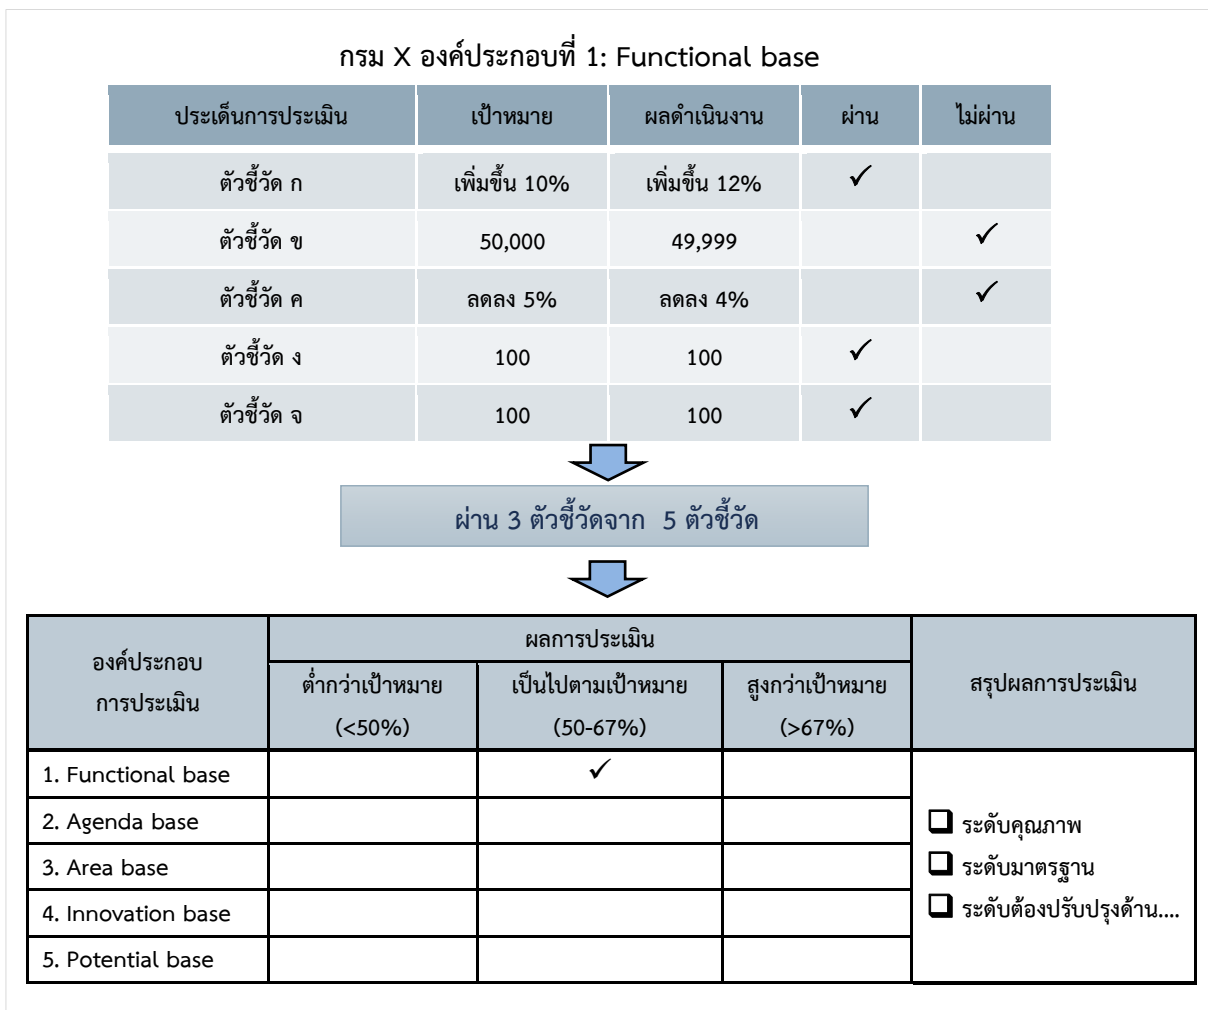 กรม X องค์ประกอบที่ 1: Functional base
ประเด็นการประเมิน เป้าหมาย ผลดำเนินงาน ผ่าน ไม่ผ่าน
ตัวชี้วัด ก เพิ่มขึ้น 10% เพิ่มขึ้น 12% ✓
ตัวชี้วัด ข 50,000 49,999 ✓
ตัวชี้วัด ค ลดลง 5% ลดลง 4% ✓
ตัวชี้วัด ง 100 100 ✓
ตัวชี้วัด จ 100 100 ✓
ผ่าน 3 ตัวชี้วัดจาก 5 ตัวชี้วัด
องค์ประกอบ
การประเมิน
ผลการประเมิน
ต่ำกว่าเป้าหมาย
(<50%)
เป็นไปตามเป้าหมาย
(50-67%)
สูงกว่าเป้าหมาย
(>67%)
สรุปผลการประเมิน
1. Functional base ✓
2. Agenda base
3. Area base
4. Innovation base
5. Potential base
❑ ระดับคุณภาพ
❑ ระดับมาตรฐาน
❑ ระดับต้องปรับปรุงด้าน....